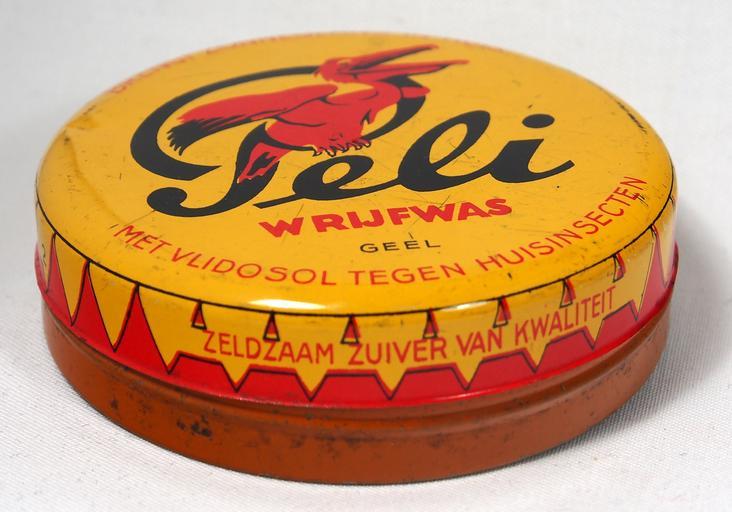 Peli
WRIJFWAS
GEEL
MET VLIDOSOL TEGEN HUISINSECTEN
ZELDZAAM ZUIVER VAN KWALITEIT